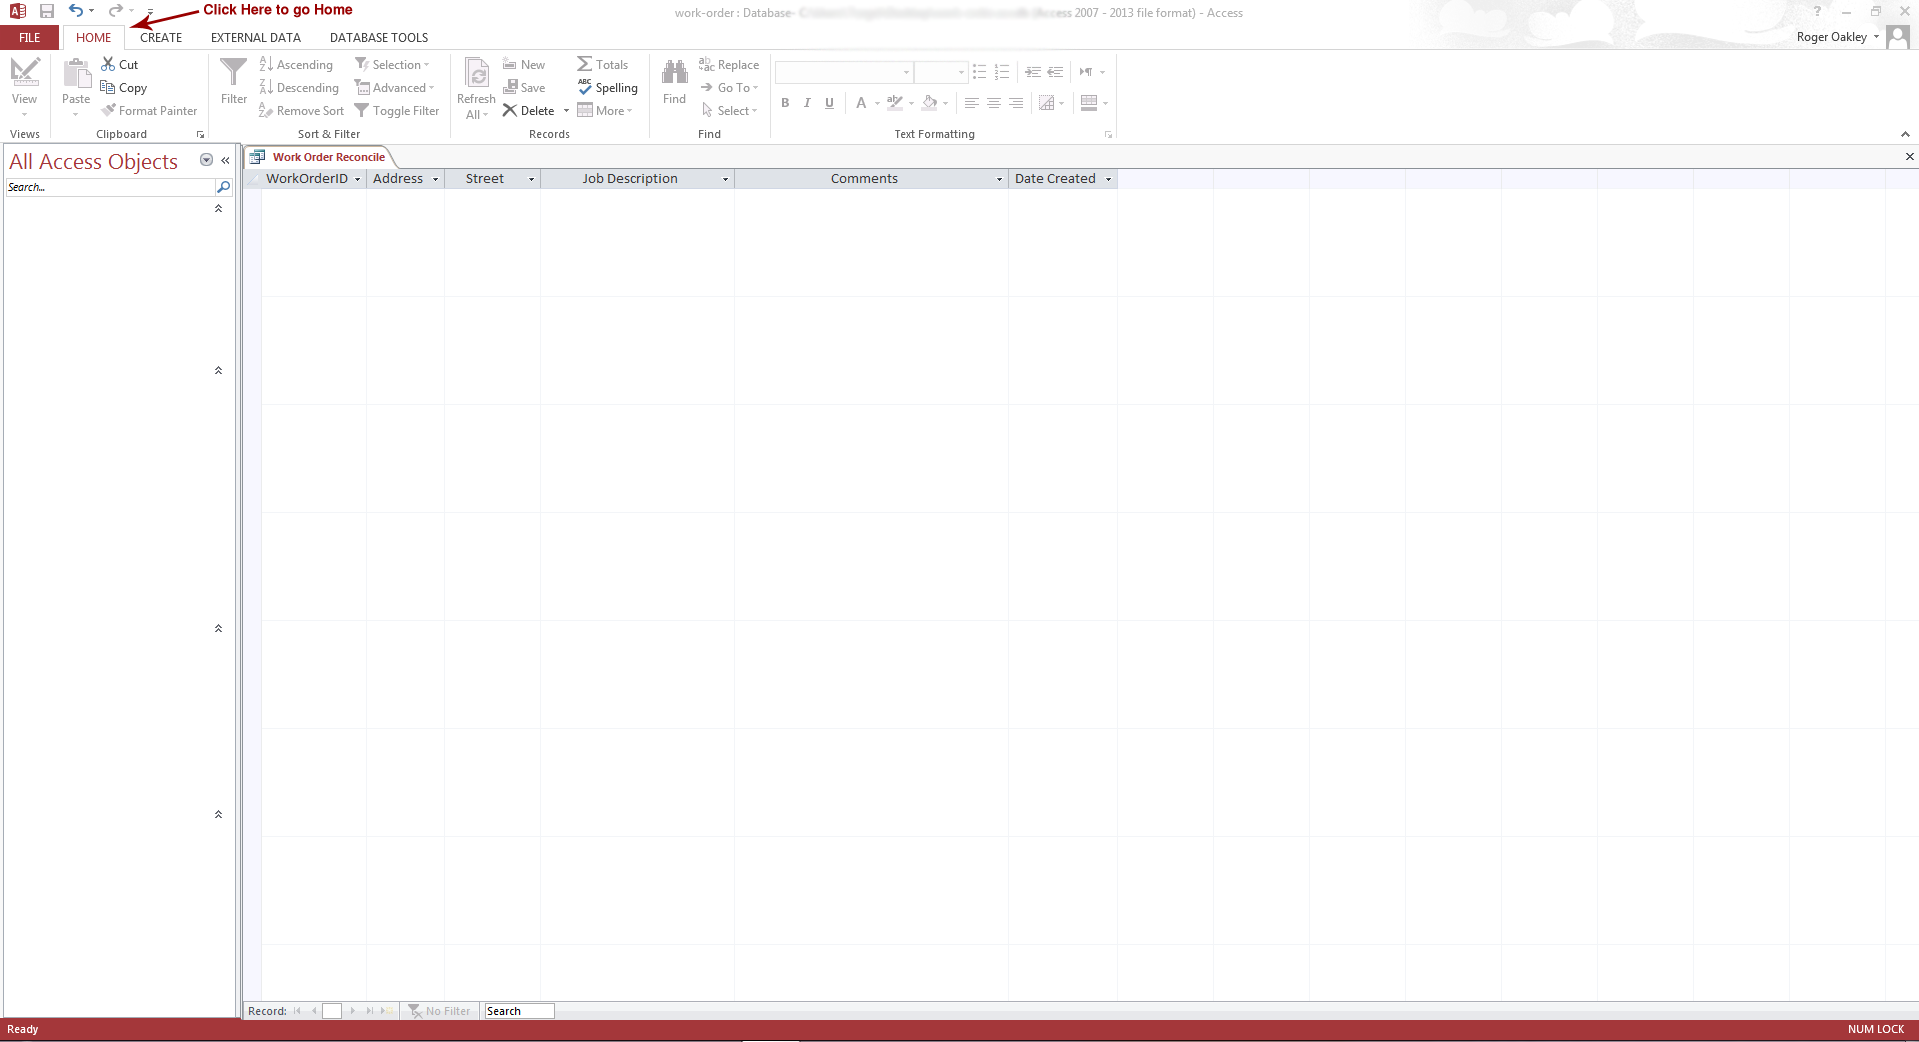 Click Here to go Home
work-order : Database- 2007 - 2013 file format) - Access
FILE HOME CREATE EXTERNAL DATA DATABASE TOOLS
Roger Oakley
View
Views
Paste
Cut
Copy
Format Painter
Clipboard
Filter
Ascending
Descending
Remove Sort
Selection
Advanced
Toggle Filter
Sort & Filter
Refresh
All
New
Save
Delete
Totals
Spelling
More
Records
Find
Replace
Go To
Select
Find
B I U A
Text Formatting
All Access Objects
Search...
Work Order Reconcile
WorkOrderID Address Street Job Description Comments Date Created
Record: No Filter Search
Ready
NUM LOCK